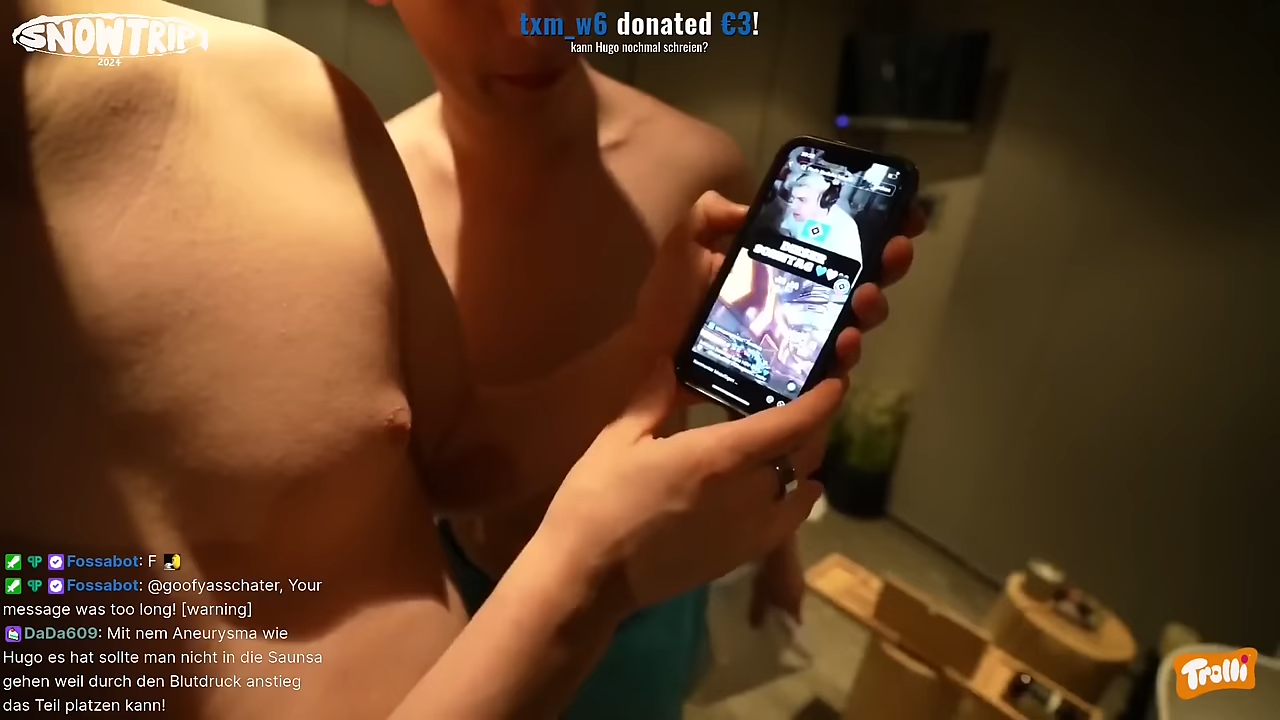 SNOWTRIP
2024
txm_w6 donated €3!
kann Hugo nochmal schreien?
DIESER
SONNTAG
Fossabot: F
Fossabot: @goofyasschater, Your
message was too long! [warning]
DaDa609: Mit nem Aneurysma wie
Hugo es hat sollte man nicht in die Saunsa
gehen weil durch den Blutdruck anstieg
das Teil platzen kann!
Trolli